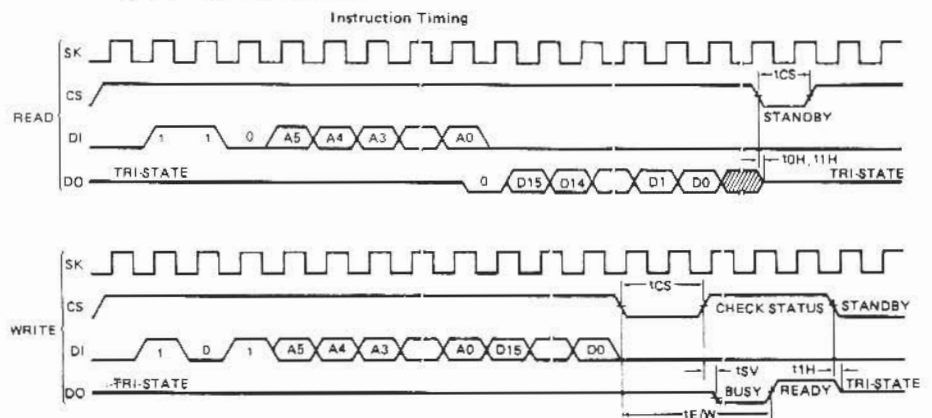 Instruction Timing
SK
tCS
CS
STANDBY
READ
DI 1 1 0 A5 A4 A3 A0
t0H, t1H
DO TRI-STATE 0 D15 D14 D1 D0 TRI-STATE
SK
tCS
CS CHECK STATUS STANDBY
WRITE
DI 1 0 1 A5 A4 A3 A0 D15 D0
tSV t1H
DO TRI-STATE BUSY READY TRI-STATE
tE/W